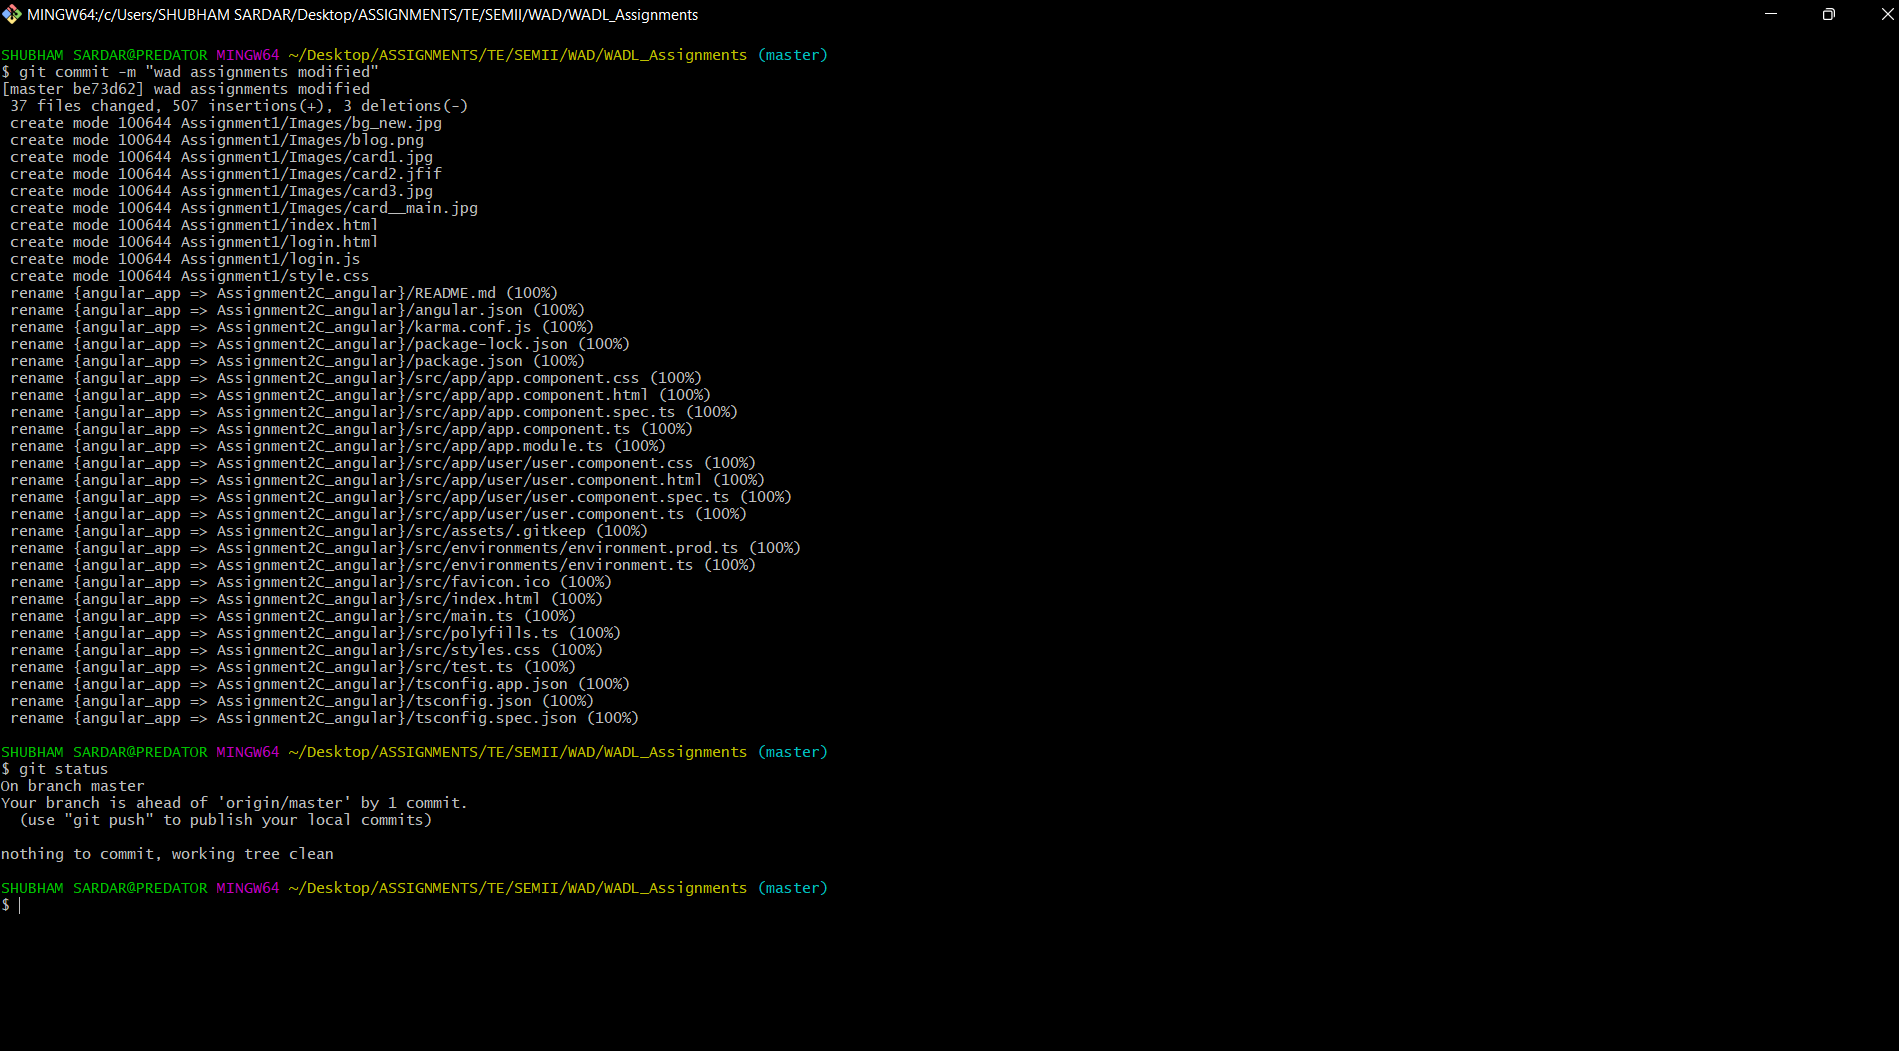 MINGW64:/c/Users/SHUBHAM SARDAR/Desktop/ASSIGNMENTS/TE/SEMII/WAD/WADL_Assignments
SHUBHAM SARDAR@PREDATOR MINGW64 ~/Desktop/ASSIGNMENTS/TE/SEMII/WAD/WADL_Assignments (master)
$ git commit -m "wad assignments modified"
[master be73d62] wad assignments modified
 37 files changed, 507 insertions(+), 3 deletions(-)
 create mode 100644 Assignment1/Images/bg_new.jpg
 create mode 100644 Assignment1/Images/blog.png
 create mode 100644 Assignment1/Images/card1.jpg
 create mode 100644 Assignment1/Images/card2.jfif
 create mode 100644 Assignment1/Images/card3.jpg
 create mode 100644 Assignment1/Images/card__main.jpg
 create mode 100644 Assignment1/index.html
 create mode 100644 Assignment1/login.html
 create mode 100644 Assignment1/login.js
 create mode 100644 Assignment1/style.css
 rename {angular_app => Assignment2C_angular}/README.md (100%)
 rename {angular_app => Assignment2C_angular}/angular.json (100%)
 rename {angular_app => Assignment2C_angular}/karma.conf.js (100%)
 rename {angular_app => Assignment2C_angular}/package-lock.json (100%)
 rename {angular_app => Assignment2C_angular}/package.json (100%)
 rename {angular_app => Assignment2C_angular}/src/app/app.component.css (100%)
 rename {angular_app => Assignment2C_angular}/src/app/app.component.html (100%)
 rename {angular_app => Assignment2C_angular}/src/app/app.component.spec.ts (100%)
 rename {angular_app => Assignment2C_angular}/src/app/app.component.ts (100%)
 rename {angular_app => Assignment2C_angular}/src/app/app.module.ts (100%)
 rename {angular_app => Assignment2C_angular}/src/app/user/user.component.css (100%)
 rename {angular_app => Assignment2C_angular}/src/app/user/user.component.html (100%)
 rename {angular_app => Assignment2C_angular}/src/app/user/user.component.spec.ts (100%)
 rename {angular_app => Assignment2C_angular}/src/app/user/user.component.ts (100%)
 rename {angular_app => Assignment2C_angular}/src/assets/.gitkeep (100%)
 rename {angular_app => Assignment2C_angular}/src/environments/environment.prod.ts (100%)
 rename {angular_app => Assignment2C_angular}/src/environments/environment.ts (100%)
 rename {angular_app => Assignment2C_angular}/src/favicon.ico (100%)
 rename {angular_app => Assignment2C_angular}/src/index.html (100%)
 rename {angular_app => Assignment2C_angular}/src/main.ts (100%)
 rename {angular_app => Assignment2C_angular}/src/polyfills.ts (100%)
 rename {angular_app => Assignment2C_angular}/src/styles.css (100%)
 rename {angular_app => Assignment2C_angular}/src/test.ts (100%)
 rename {angular_app => Assignment2C_angular}/tsconfig.app.json (100%)
 rename {angular_app => Assignment2C_angular}/tsconfig.json (100%)
 rename {angular_app => Assignment2C_angular}/tsconfig.spec.json (100%)
SHUBHAM SARDAR@PREDATOR MINGW64 ~/Desktop/ASSIGNMENTS/TE/SEMII/WAD/WADL_Assignments (master)
$ git status
On branch master
Your branch is ahead of 'origin/master' by 1 commit.
  (use "git push" to publish your local commits)
nothing to commit, working tree clean
SHUBHAM SARDAR@PREDATOR MINGW64 ~/Desktop/ASSIGNMENTS/TE/SEMII/WAD/WADL_Assignments (master)
$